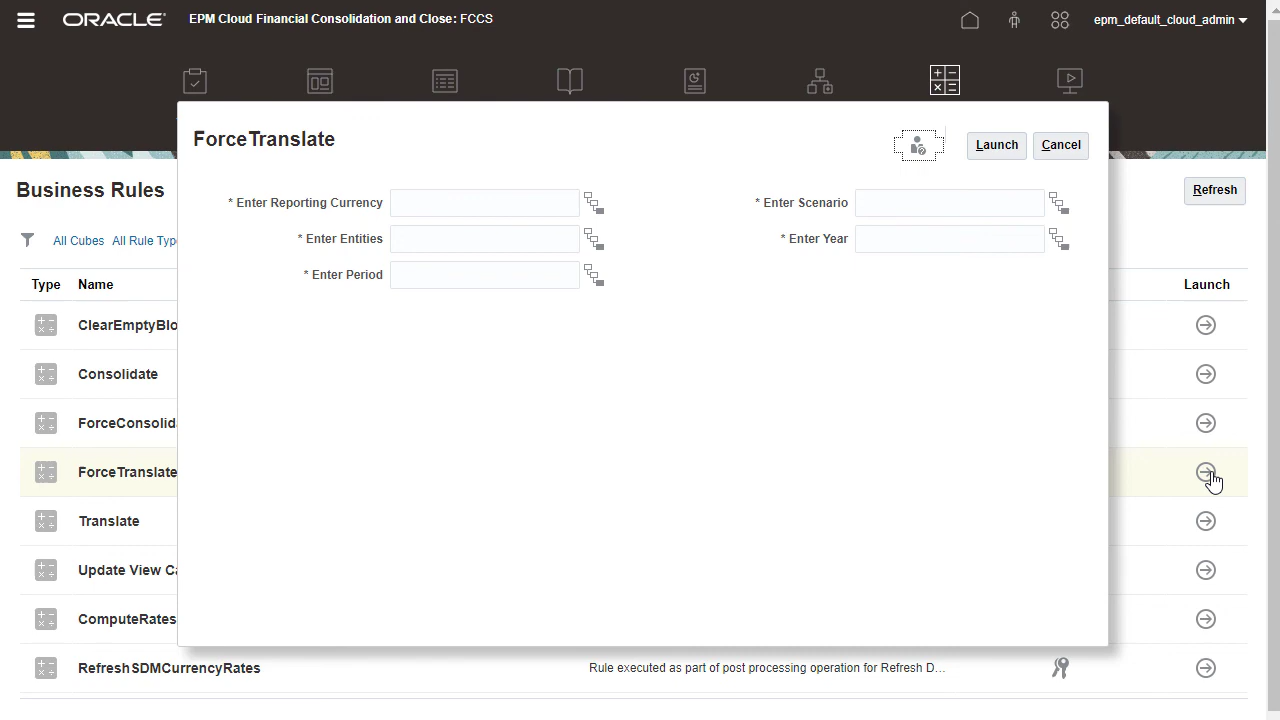 ORACLE
EPM Cloud Financial Consolidation and Close: FCCS
epm_default_cloud_admin
ForceTranslate
Launch
Cancel
* Enter Reporting Currency
* Enter Scenario
* Enter Entities
* Enter Year
* Enter Period
Business Rules
Refresh
All Cubes All Rule Typ
Type Name Launch
ClearEmptyBlo
Consolidate
ForceConsolid
ForceTranslate
Translate
Update View Ca
ComputeRates
RefreshSDMCurrencyRates Rule executed as part of post processing operation for Refresh D...